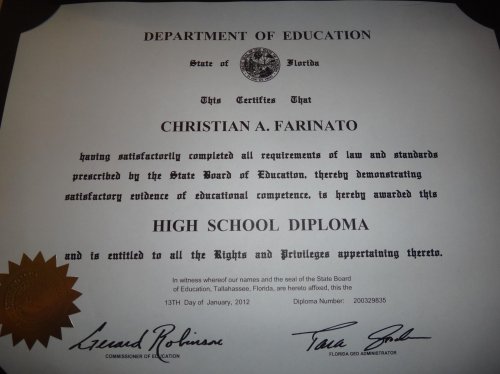 DEPARTMENT OF EDUCATION
State of Florida
This Certifies That
CHRISTIAN A. FARINATO
having satisfactorily completed all requirements of law and standards
prescribed by the State Board of Education, thereby demonstrating
satisfactory evidence of educational competence, is hereby awarded this
HIGH SCHOOL DIPLOMA
and is entitled to all the Rights and Privileges appertaining thereto.
In witness whereof our names and the seal of the State Board
of Education, Tallahassee, Florida, are hereto affixed, this the
13TH Day of January, 2012 Diploma Number: 200329835
Gerard Robinson Tara
COMMISSIONER OF EDUCATION FLORIDA GED ADMINISTRATOR